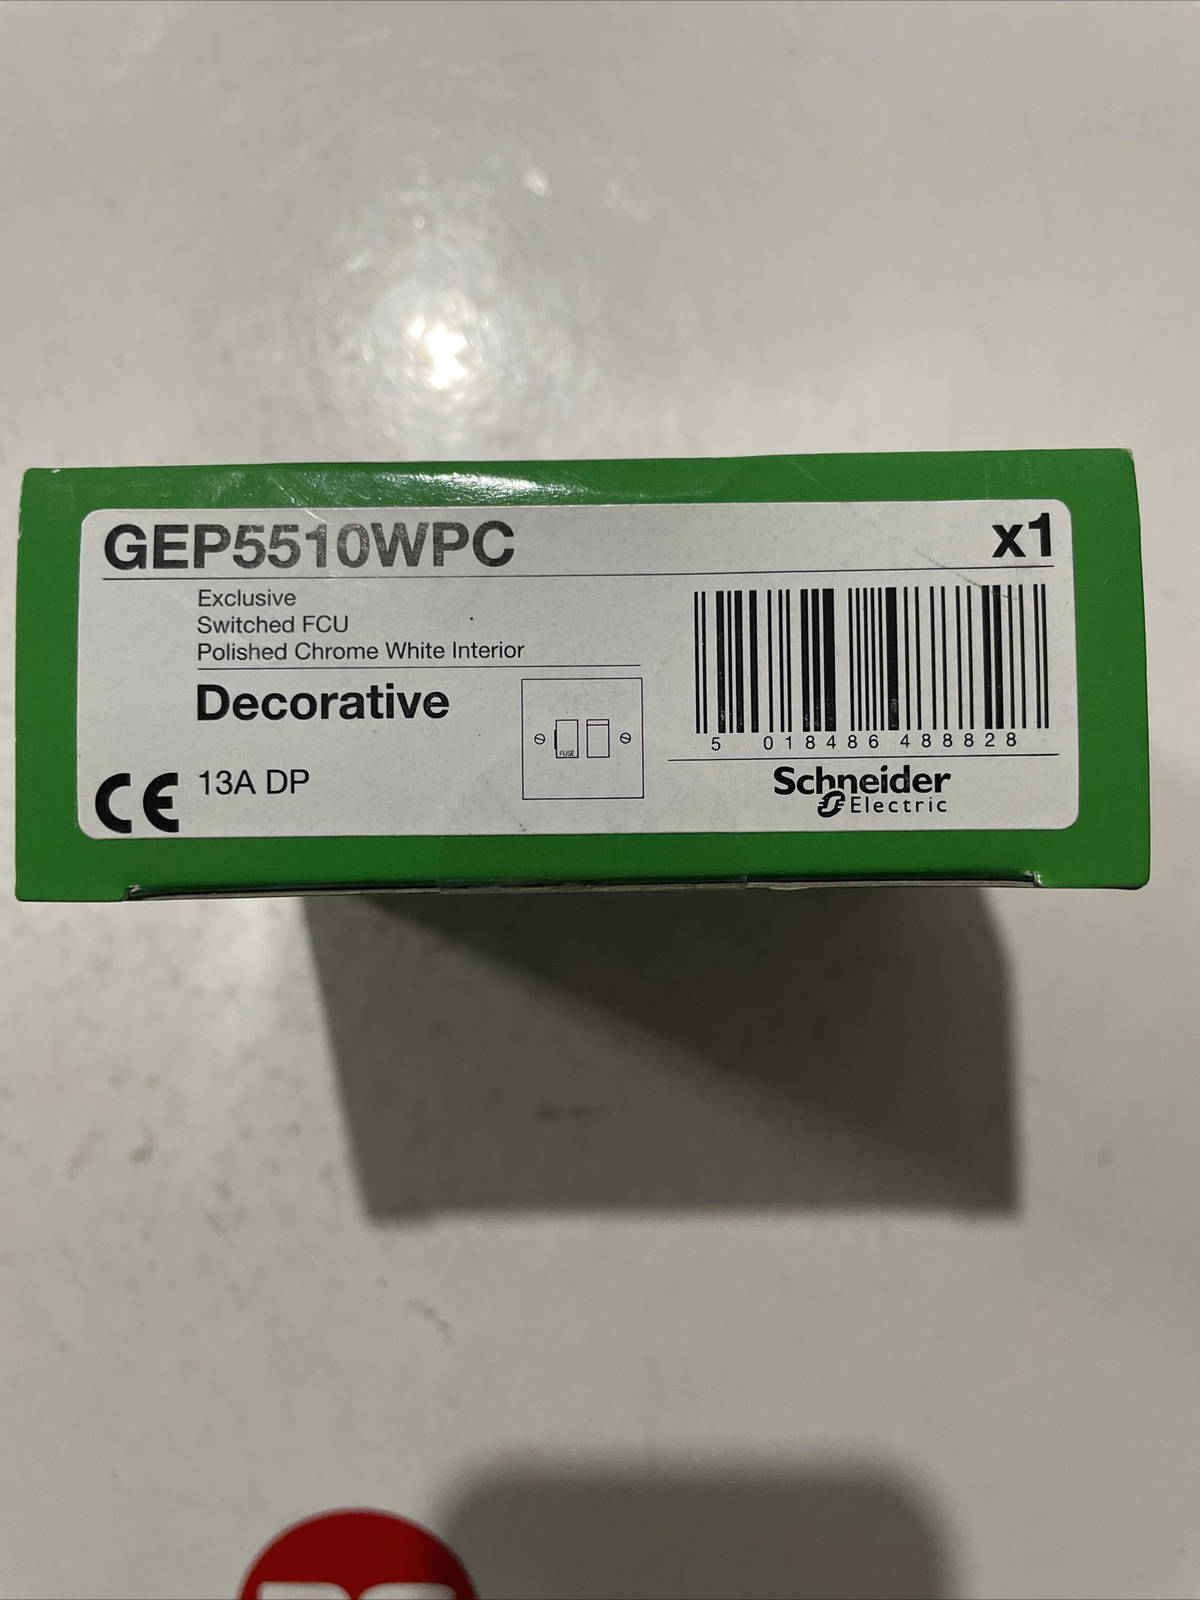 GEP5510WPC
x1
Exclusive
Switched FCU
Polished Chrome White Interior
Decorative
FUSE
CE 13A DP
5 018486 488828
Schneider
Electric